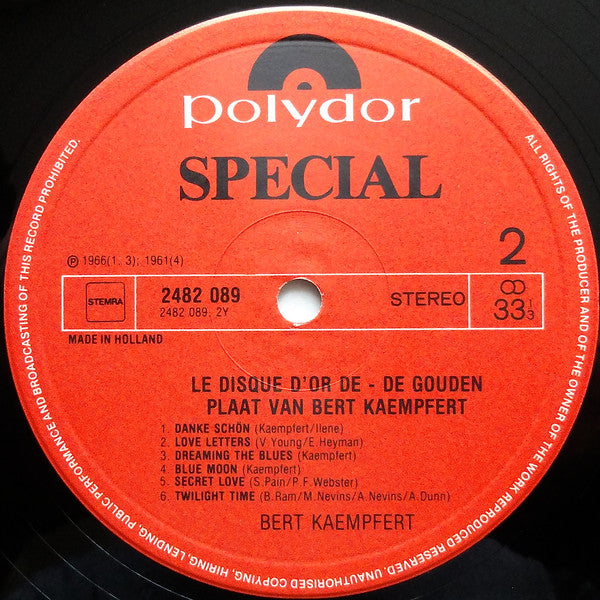 polydor
SPECIAL
2
℗ 1966(1. 3); 1961(4)
STEMRA
2482 089
2482 089. 2Y
STEREO
33 1/3
MADE IN HOLLAND
LE DISQUE D'OR DE - DE GOUDEN
PLAAT VAN BERT KAEMPFERT
1. DANKE SCHÖN (Kaempfert/Ilene)
2. LOVE LETTERS (V. Young/E. Heyman)
3. DREAMING THE BLUES (Kaempfert)
4. BLUE MOON (Kaempfert)
5. SECRET LOVE (S. Pain/P. F. Webster)
6. TWILIGHT TIME (B. Ram/M. Nevins/A. Nevins/A. Dunn)
BERT KAEMPFERT
ALL RIGHTS OF THE PRODUCER AND OF THE OWNER OF THE WORK REPRODUCED RESERVED. UNAUTHORISED COPYING, HIRING, LENDING, PUBLIC PERFORMANCE AND BROADCASTING OF THIS RECORD PROHIBITED.